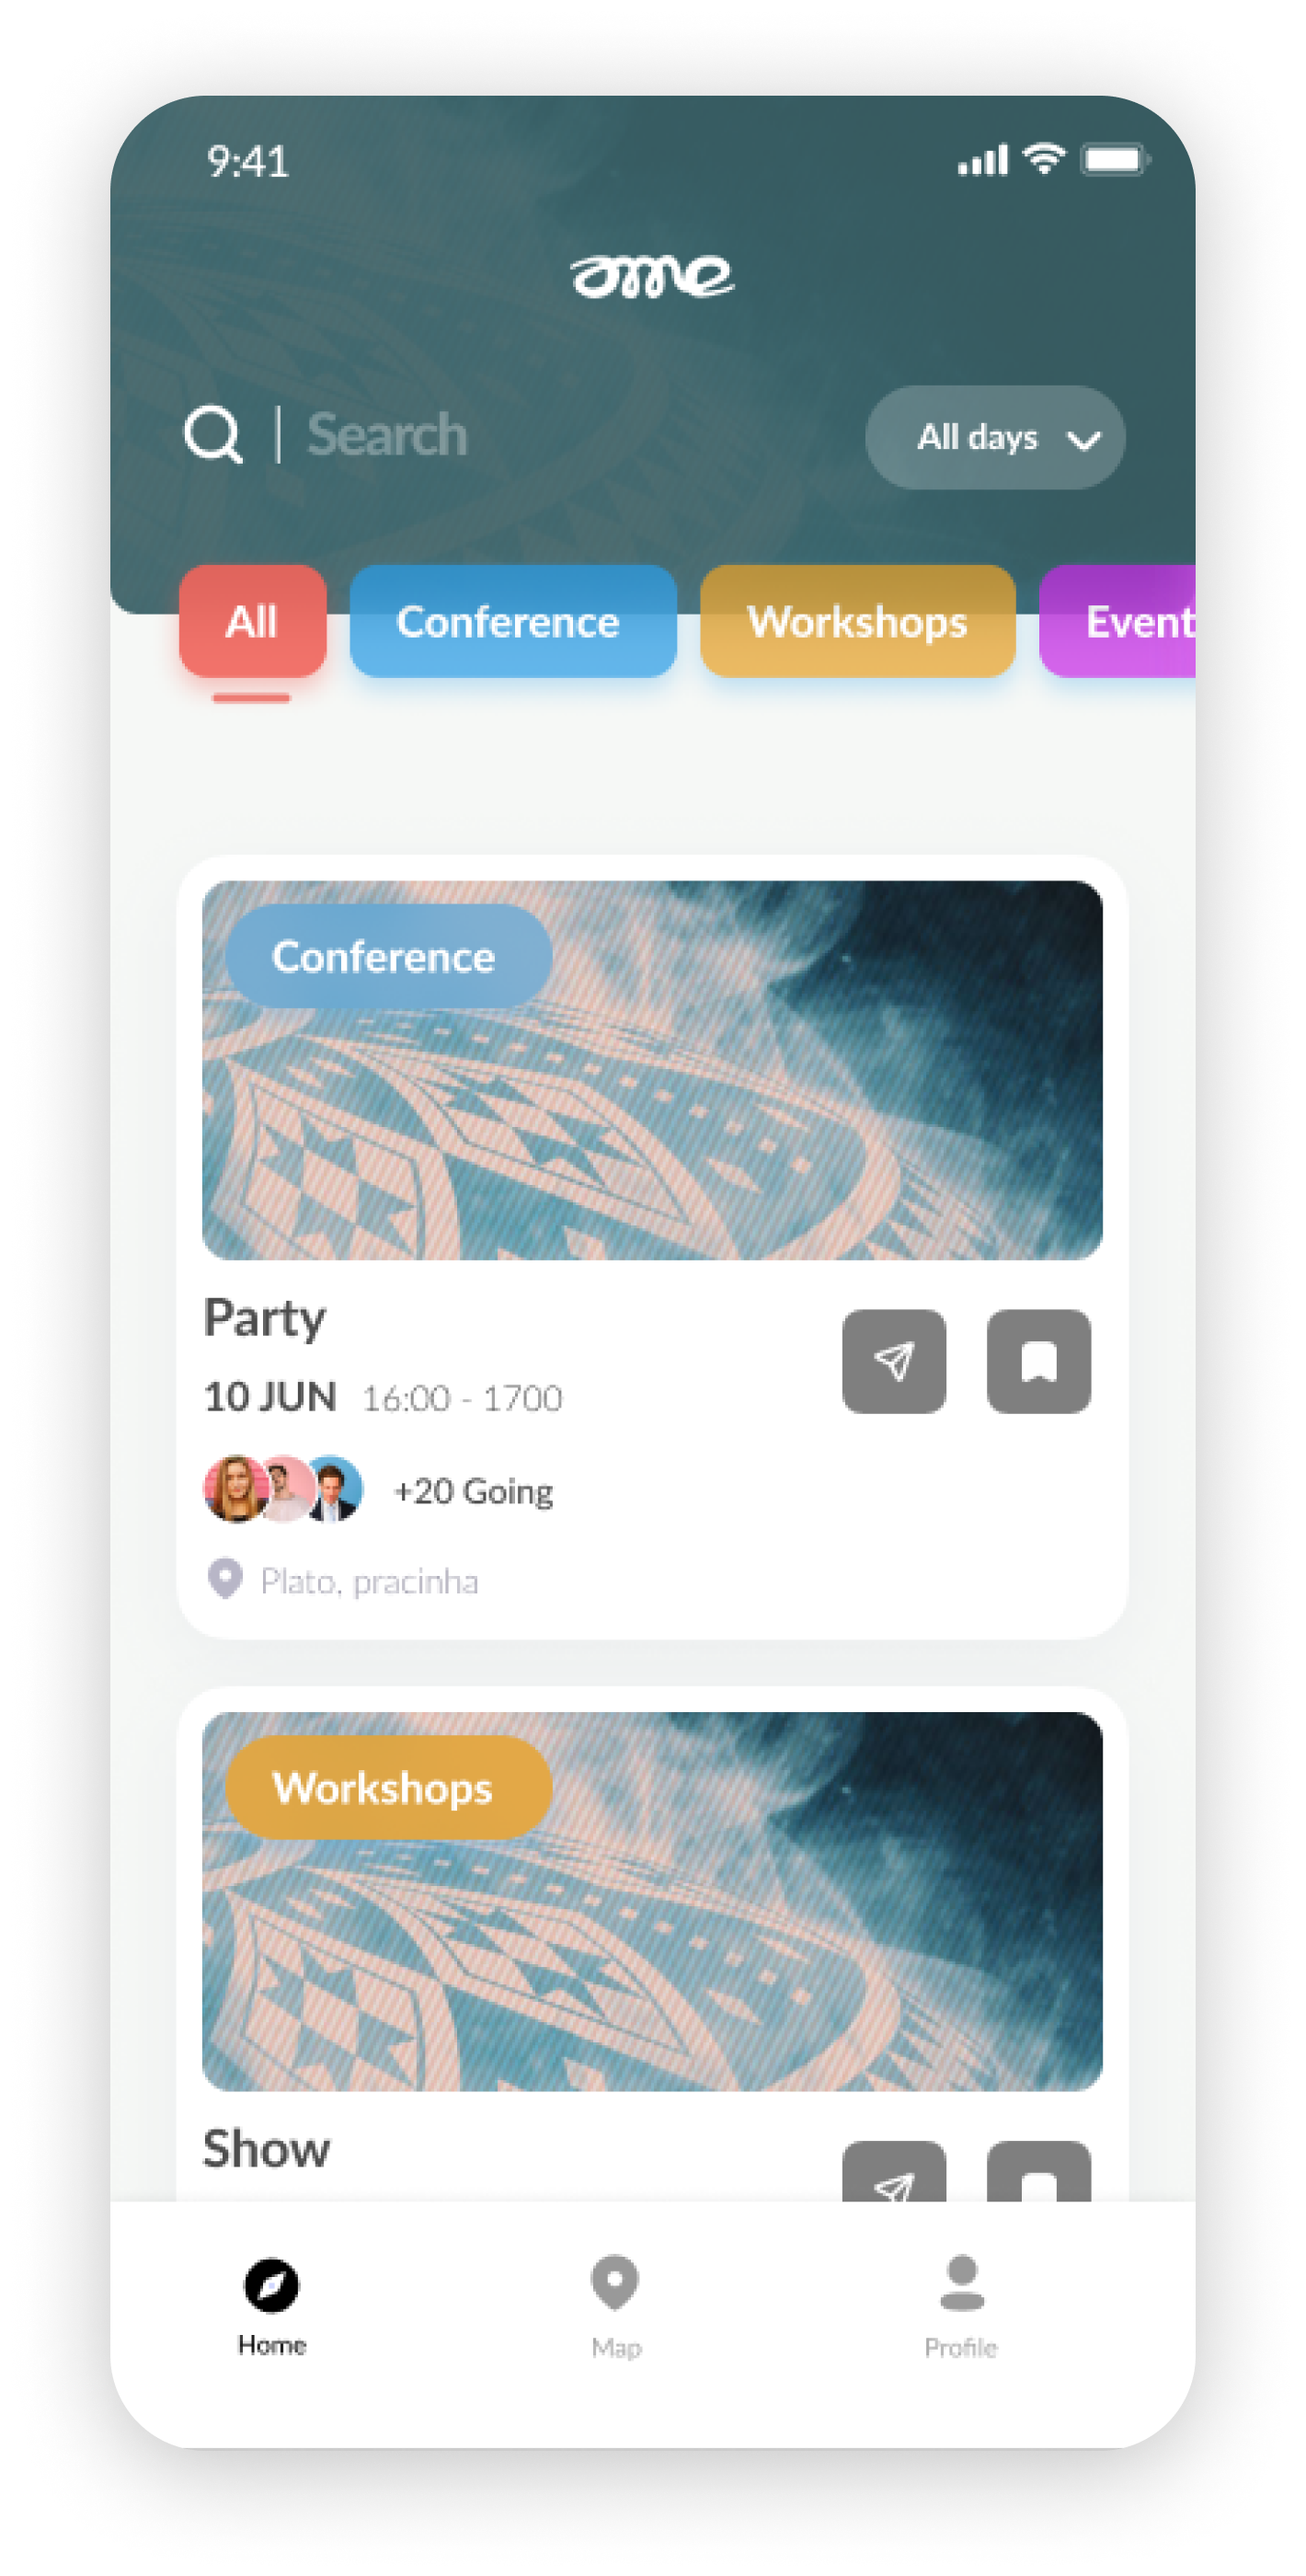 9:41
ame
Search
All days
All Conference Workshops Event
Conference
Party
10 JUN 16:00 - 1700
+20 Going
Plato, pracinha
Workshops
Show
Home Map Profile